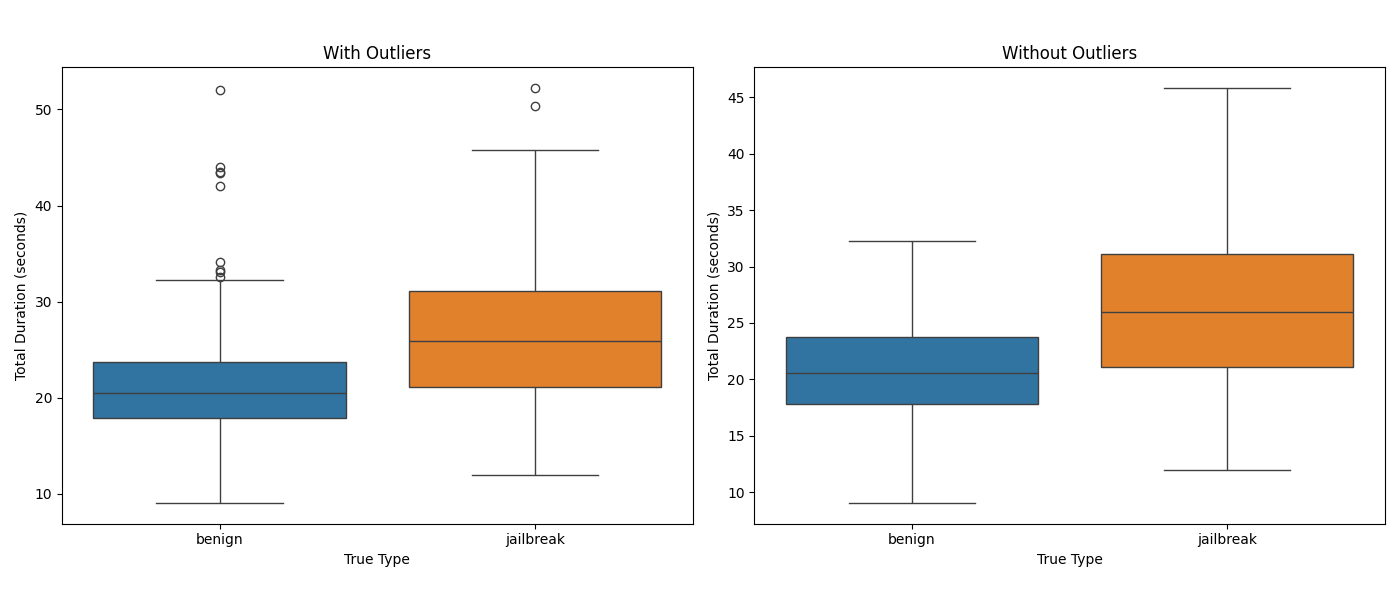 With Outliers
Total Duration (seconds)
50
40
30
20
10
benign
jailbreak
True Type
Without Outliers
Total Duration (seconds)
45
40
35
30
25
20
15
10
benign
jailbreak
True Type